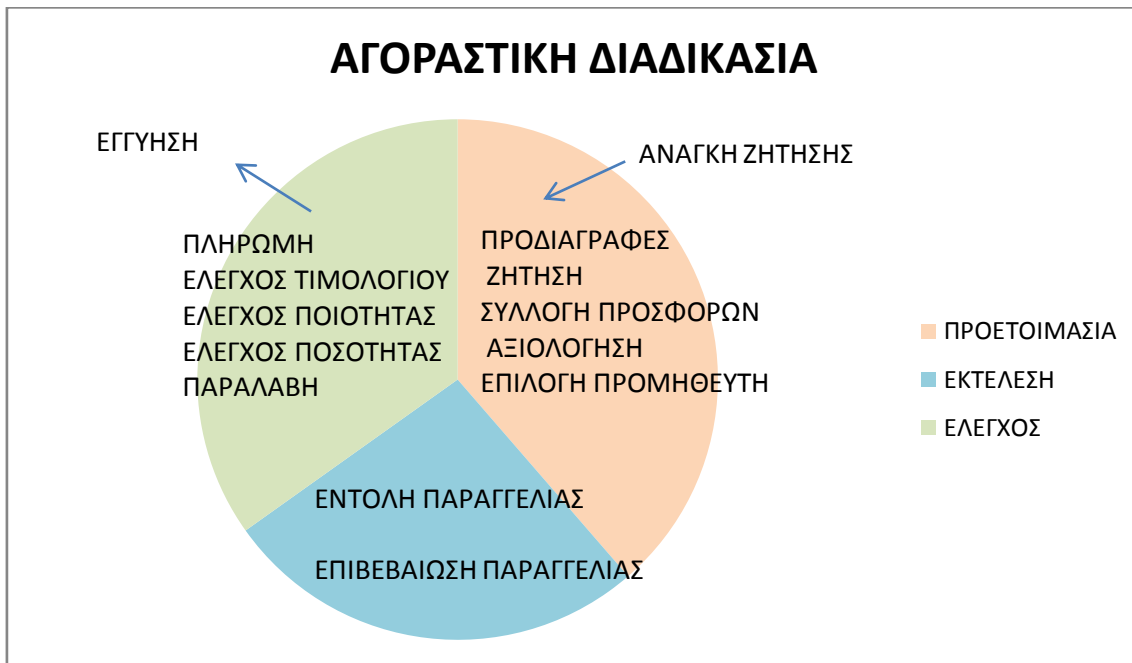 ΑΓΟΡΑΣΤΙΚΗ ΔΙΑΔΙΚΑΣΙΑ
ΕΓΓΥΗΣΗ
ΑΝΑΓΚΗ ΖΗΤΗΣΗΣ
ΠΛΗΡΩΜΗ
ΕΛΕΓΧΟΣ ΤΙΜΟΛΟΓΙΟΥ
ΕΛΕΓΧΟΣ ΠΟΙΟΤΗΤΑΣ
ΕΛΕΓΧΟΣ ΠΟΣΟΤΗΤΑΣ
ΠΑΡΑΛΑΒΗ
ΠΡΟΔΙΑΓΡΑΦΕΣ
ΖΗΤΗΣΗ
ΣΥΛΛΟΓΗ ΠΡΟΣΦΟΡΩΝ
ΑΞΙΟΛΟΓΗΣΗ
ΕΠΙΛΟΓΗ ΠΡΟΜΗΘΕΥΤΗ
ΕΝΤΟΛΗ ΠΑΡΑΓΓΕΛΙΑΣ
ΕΠΙΒΕΒΑΙΩΣΗ ΠΑΡΑΓΓΕΛΙΑΣ
ΠΡΟΕΤΟΙΜΑΣΙΑ
ΕΚΤΕΛΕΣΗ
ΕΛΕΓΧΟΣ